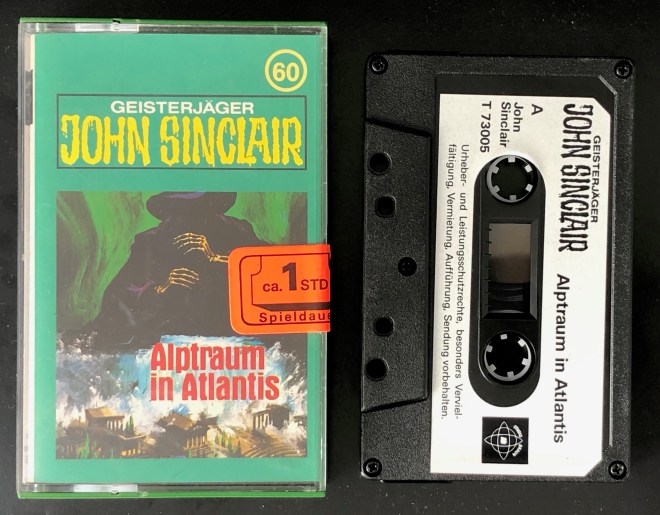 60
GEISTERJÄGER
JOHN SINCLAIR
ca. 1 STD
Spieldaue
Alptraum
in Atlantis
GEISTERJÄGER
JOHN SINCLAIR
Alptraum in Atlantis
A
John
Sinclair
T 73005
Urheber- und Leistungsschutzrechte, besonders Verviel-
fältigung, Vermietung, Aufführung, Sendung vorbehalten.